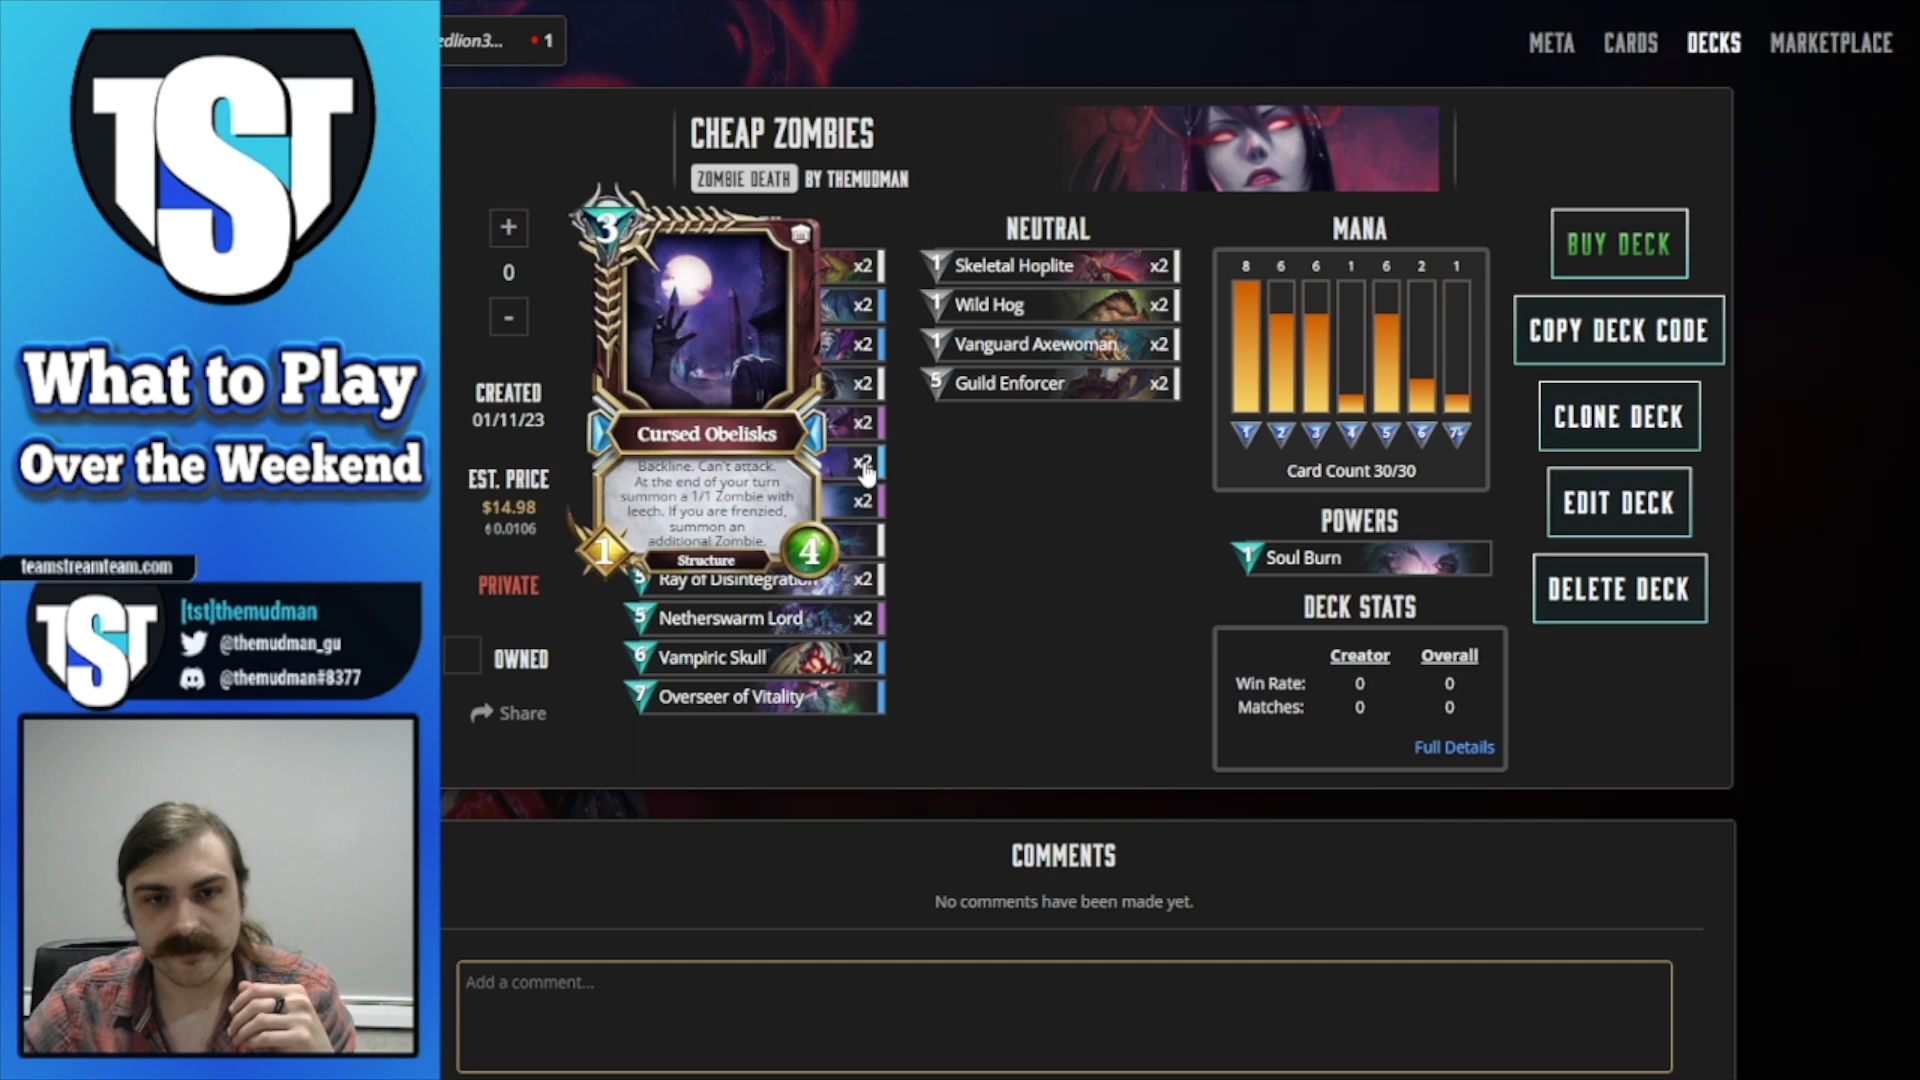 TST
What to Play
Over the Weekend
teamstreamteam.com
TST
[tst]themudman
@themudman_gu
@themudman#8377
edlion3... • 1
META
CARDS
DECKS
MARKETPLACE
CHEAP ZOMBIES
ZOMBIE DEATH BY THEMUDMAN
+
0
-
CREATED
01/11/23
EST. PRICE
$14.98
0.0106
PRIVATE
OWNED
Share
3
Cursed Obelisks
Backline. Can't attack.
At the end of your turn
summon a 1/1 Zombie with
leech. If you are frenzied,
summon an
additional Zombie.
1
4
Structure
x2
x2
x2
x2
x2
x2
x2
5 Ray of Disintegration x2
5 Netherswarm Lord x2
6 Vampiric Skull x2
7 Overseer of Vitality
NEUTRAL
1 Skeletal Hoplite x2
1 Wild Hog x2
1 Vanguard Axewoman x2
5 Guild Enforcer x2
MANA
8 6 6 1 6 2 1
1 2 3 4 5 6 7+
Card Count 30/30
POWERS
1 Soul Burn
DECK STATS
Creator Overall
Win Rate: 0 0
Matches: 0 0
Full Details
BUY DECK
COPY DECK CODE
CLONE DECK
EDIT DECK
DELETE DECK
COMMENTS
No comments have been made yet.
Add a comment...